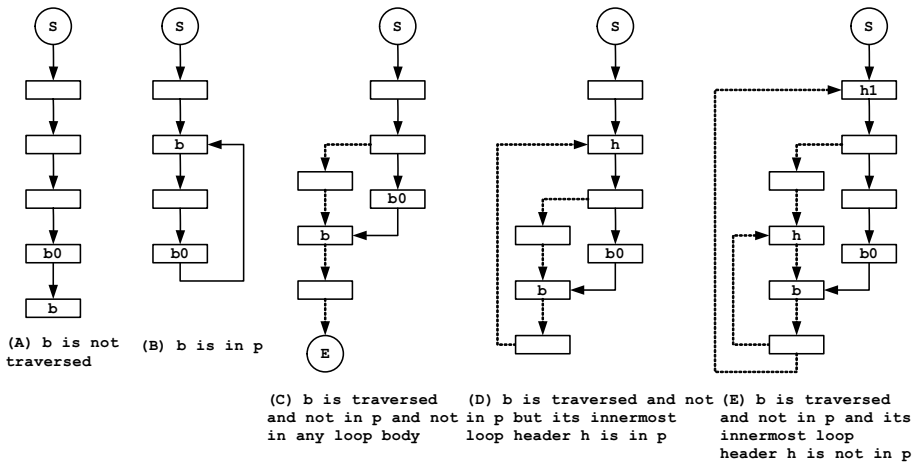 S
S
S
S
S
h1
b
h
b0
b
h
b0
b0
b0
b0
b
b
b
E
(A) b is not
traversed
(B) b is in p
(C) b is traversed
and not in p and not
in any loop body
(D) b is traversed and not
in p but its innermost
loop header h is in p
(E) b is traversed
and not in p and its
innermost loop
header h is not in p